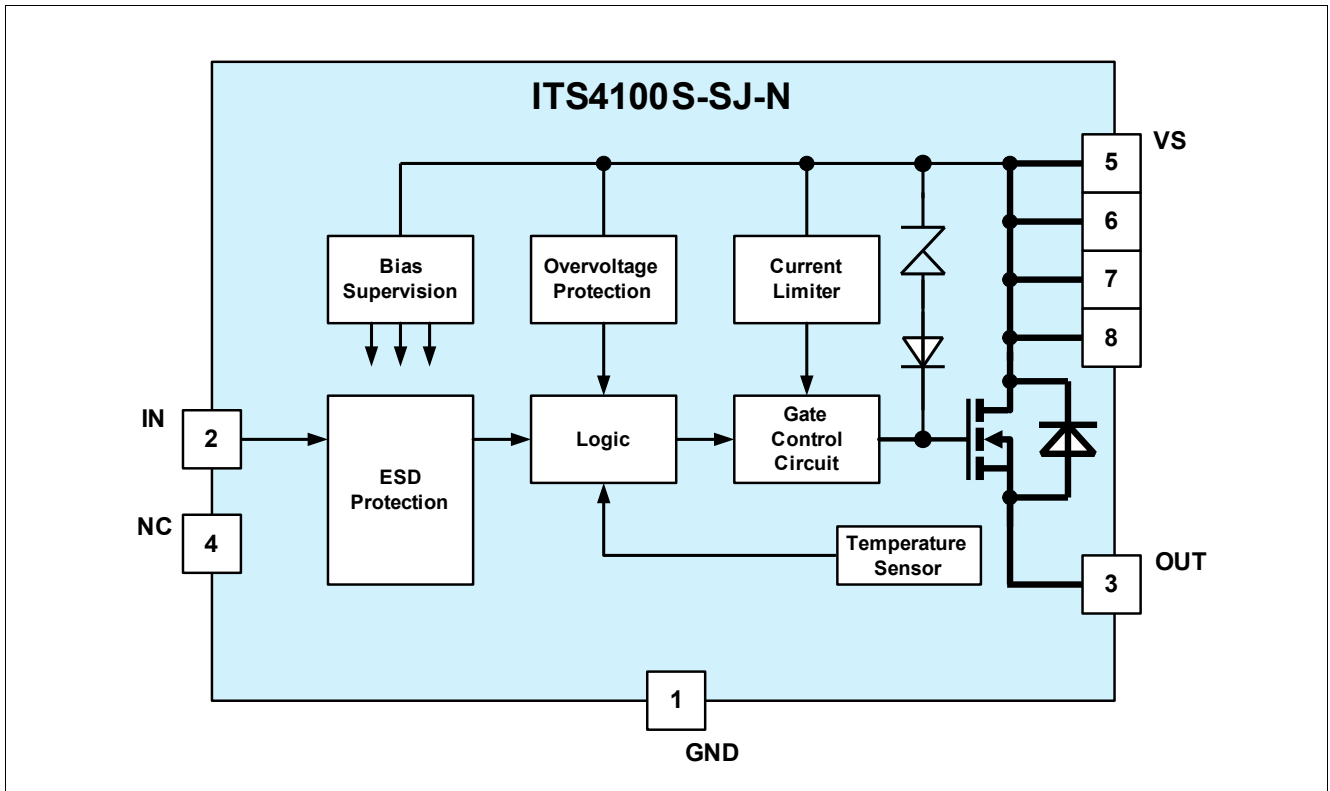 ITS4100S-SJ-N
VS
5
6
7
8
Bias
Supervision
Overvoltage
Protection
Current
Limiter
IN
2
NC
4
ESD
Protection
Logic
Gate
Control
Circuit
Temperature
Sensor
3
OUT
1
GND